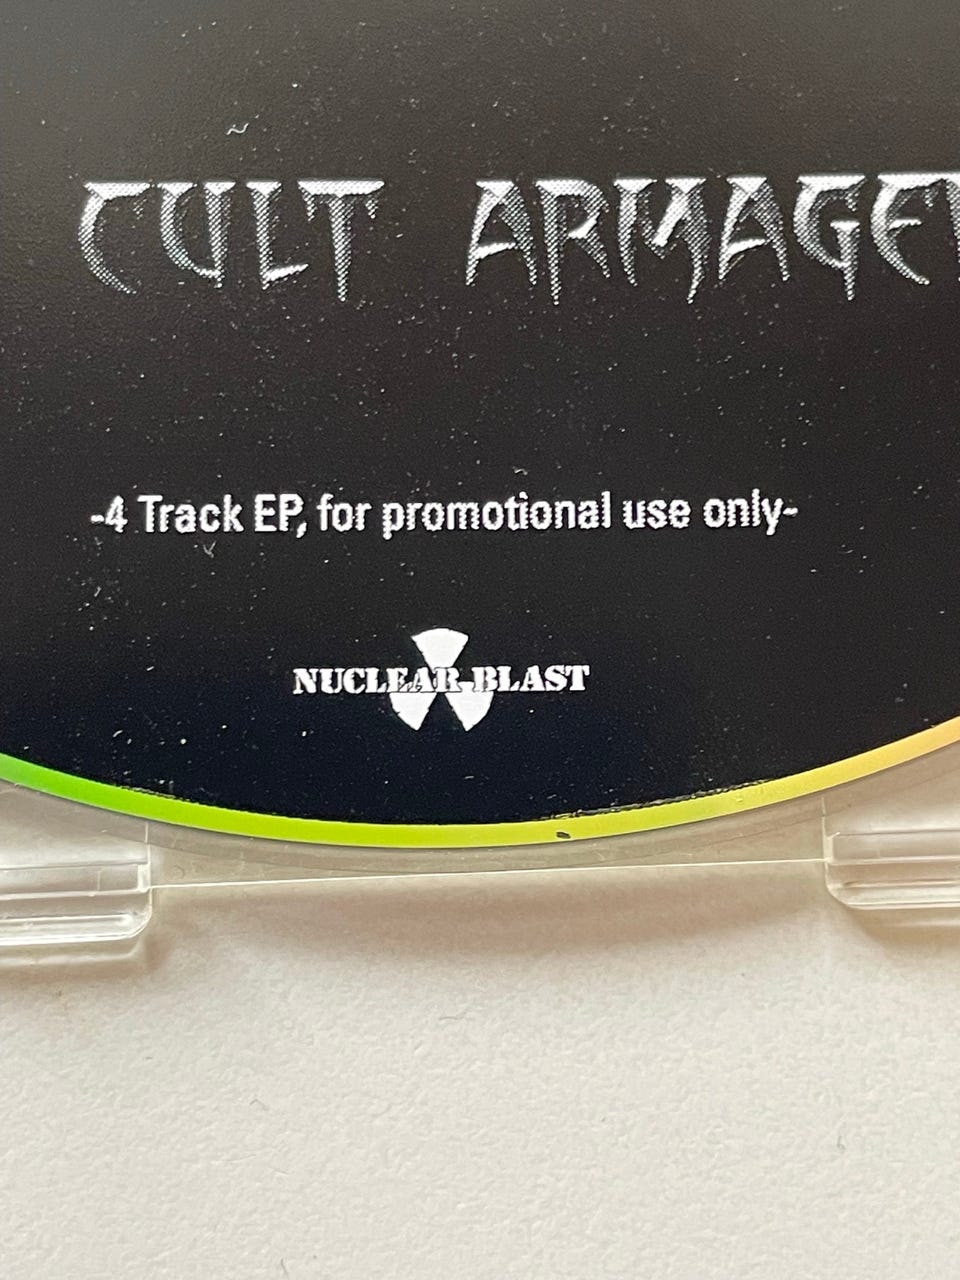 CULT ARMAGE
-4 Track EP, for promotional use only-
NUCLEAR BLAST